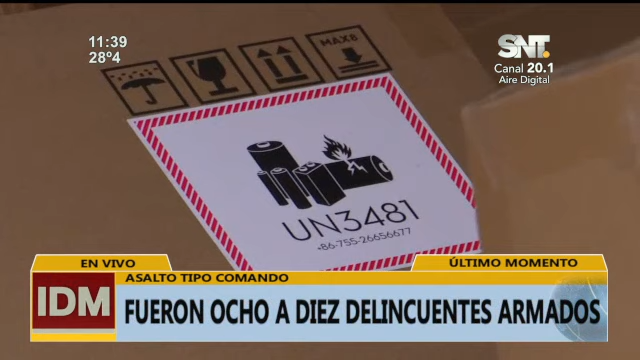 11:39
28°4
SNT.
Canal 20.1
Aire Digital
MAX8
UN3481
+86-755-26656677
EN VIVO
ÚLTIMO MOMENTO
ASALTO TIPO COMANDO
IDM
FUERON OCHO A DIEZ DELINCUENTES ARMADOS